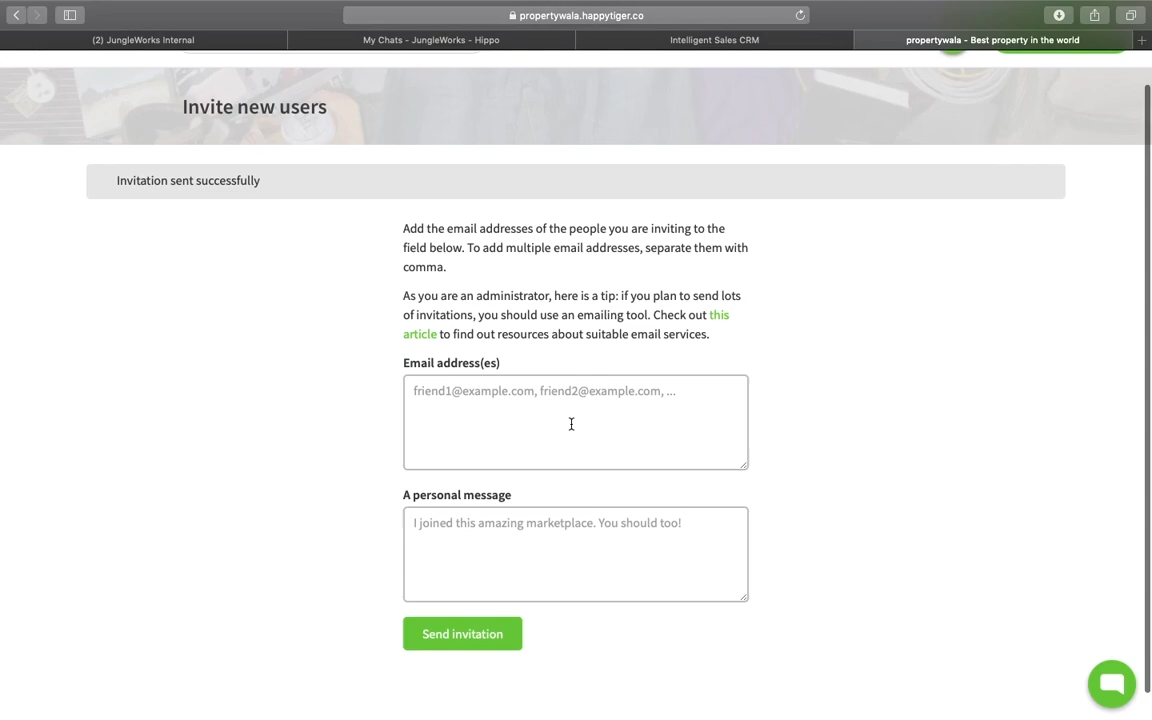 propertywala.happytiger.co
(2) JungleWorks Internal
My Chats - JungleWorks - Hippo
Intelligent Sales CRM
propertywala - Best property in the world
Invite new users
Invitation sent successfully
Add the email addresses of the people you are inviting to the
field below. To add multiple email addresses, separate them with
comma.
As you are an administrator, here is a tip: if you plan to send lots
of invitations, you should use an emailing tool. Check out this
article to find out resources about suitable email services.
Email address(es)
friend1@example.com, friend2@example.com, ...
A personal message
I joined this amazing marketplace. You should too!
Send invitation